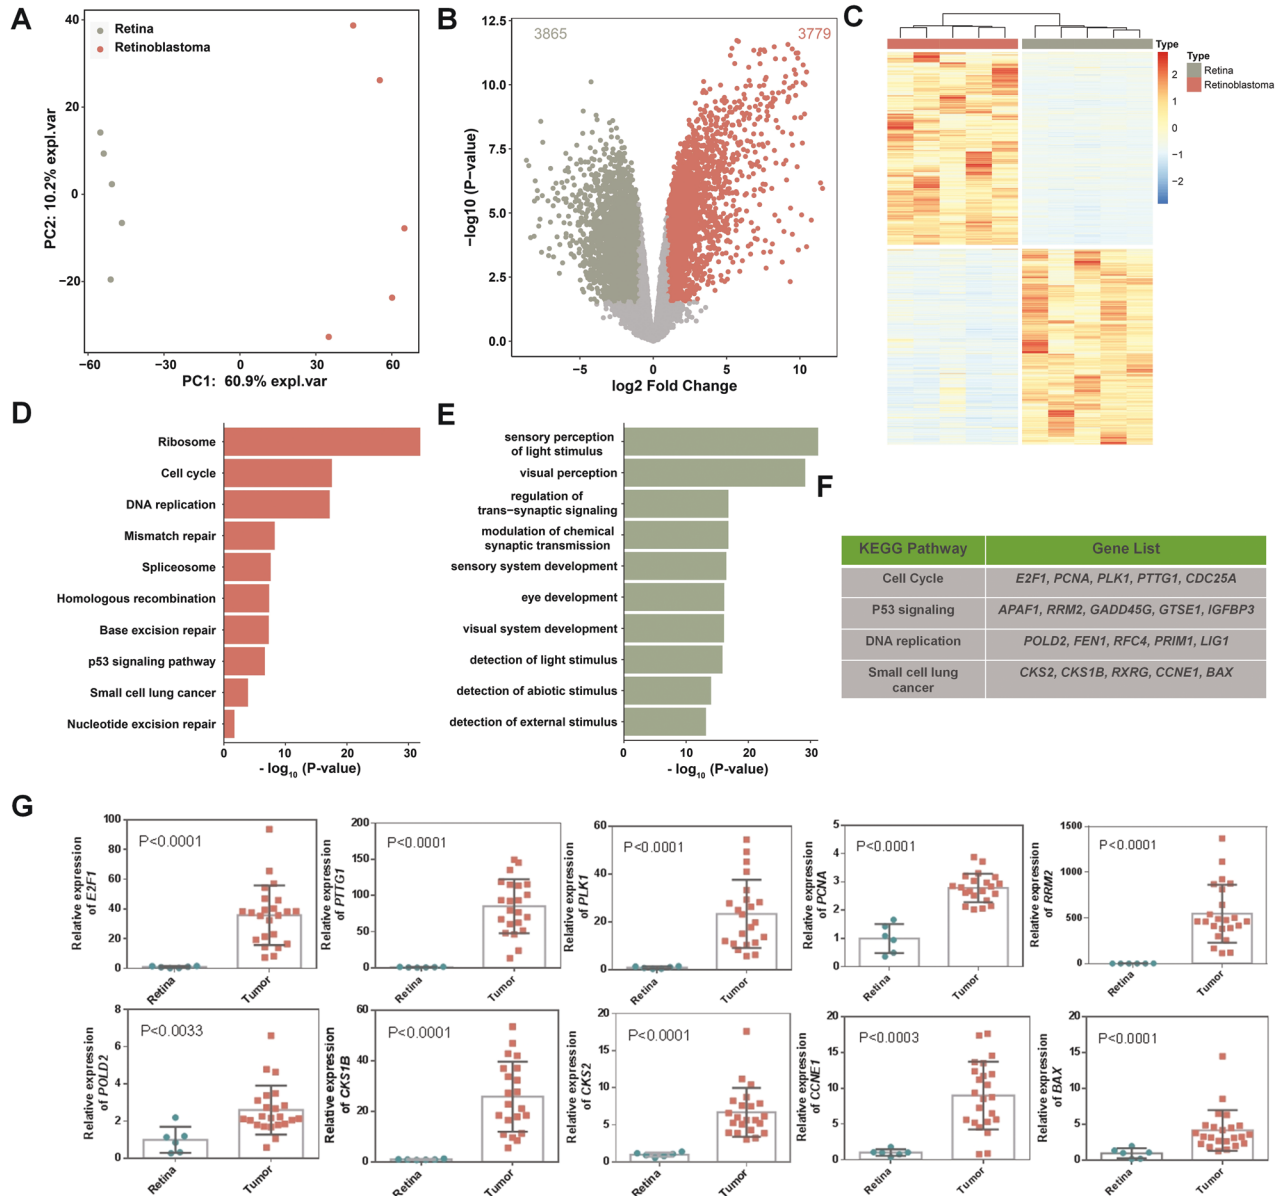 A
Retina
Retinoblastoma
40
20
0
−20
PC2: 10.2% expl.var
−60
−30
0
30
60
PC1: 60.9% expl.var
B
3865
3779
12.5
10.0
7.5
5.0
2.5
0.0
−log10 (P−value)
−5
0
5
10
log2 Fold Change
C
Type
2
1
0
−1
−2
Type
Retina
Retinoblastoma
D
Ribosome
Cell cycle
DNA replication
Mismatch repair
Spliceosome
Homologous recombination
Base excision repair
p53 signaling pathway
Small cell lung cancer
Nucleotide excision repair
0
10
20
30
- log10 (P-value)
E
sensory perception
of light stimulus
visual perception
regulation of
trans−synaptic signaling
modulation of chemical
synaptic transmission
sensory system development
eye development
visual system development
detection of light stimulus
detection of abiotic stimulus
detection of external stimulus
0
10
20
30
- log10 (P-value)
F
KEGG Pathway
Gene List
Cell Cycle
E2F1, PCNA, PLK1, PTTG1, CDC25A
P53 signaling
APAF1, RRM2, GADD45G, GTSE1, IGFBP3
DNA replication
POLD2, FEN1, RFC4, PRIM1, LIG1
Small cell lung
cancer
CKS2, CKS1B, RXRG, CCNE1, BAX
G
Relative expression
of E2F1
100
80
60
40
20
0
P<0.0001
Retina
Tumor
Relative expression
of PTTG1
200
150
100
50
0
P<0.0001
Retina
Tumor
Relative expression
of PLK1
60
40
20
0
P<0.0001
Retina
Tumor
Relative expression
of PCNA
5
4
3
2
1
0
P<0.0001
Retina
Tumor
Relative expression
of RRM2
1500
1000
500
0
P<0.0001
Retina
Tumor
Relative expression
of POLD2
8
6
4
2
0
P<0.0033
Retina
Tumor
Relative expression
of CKS1B
60
40
20
0
P<0.0001
Retina
Tumor
Relative expression
of CKS2
20
15
10
5
0
P<0.0001
Retina
Tumor
Relative expression
of CCNE1
20
15
10
5
0
P<0.0003
Retina
Tumor
Relative expression
of BAX
20
15
10
5
0
P<0.0001
Retina
Tumor